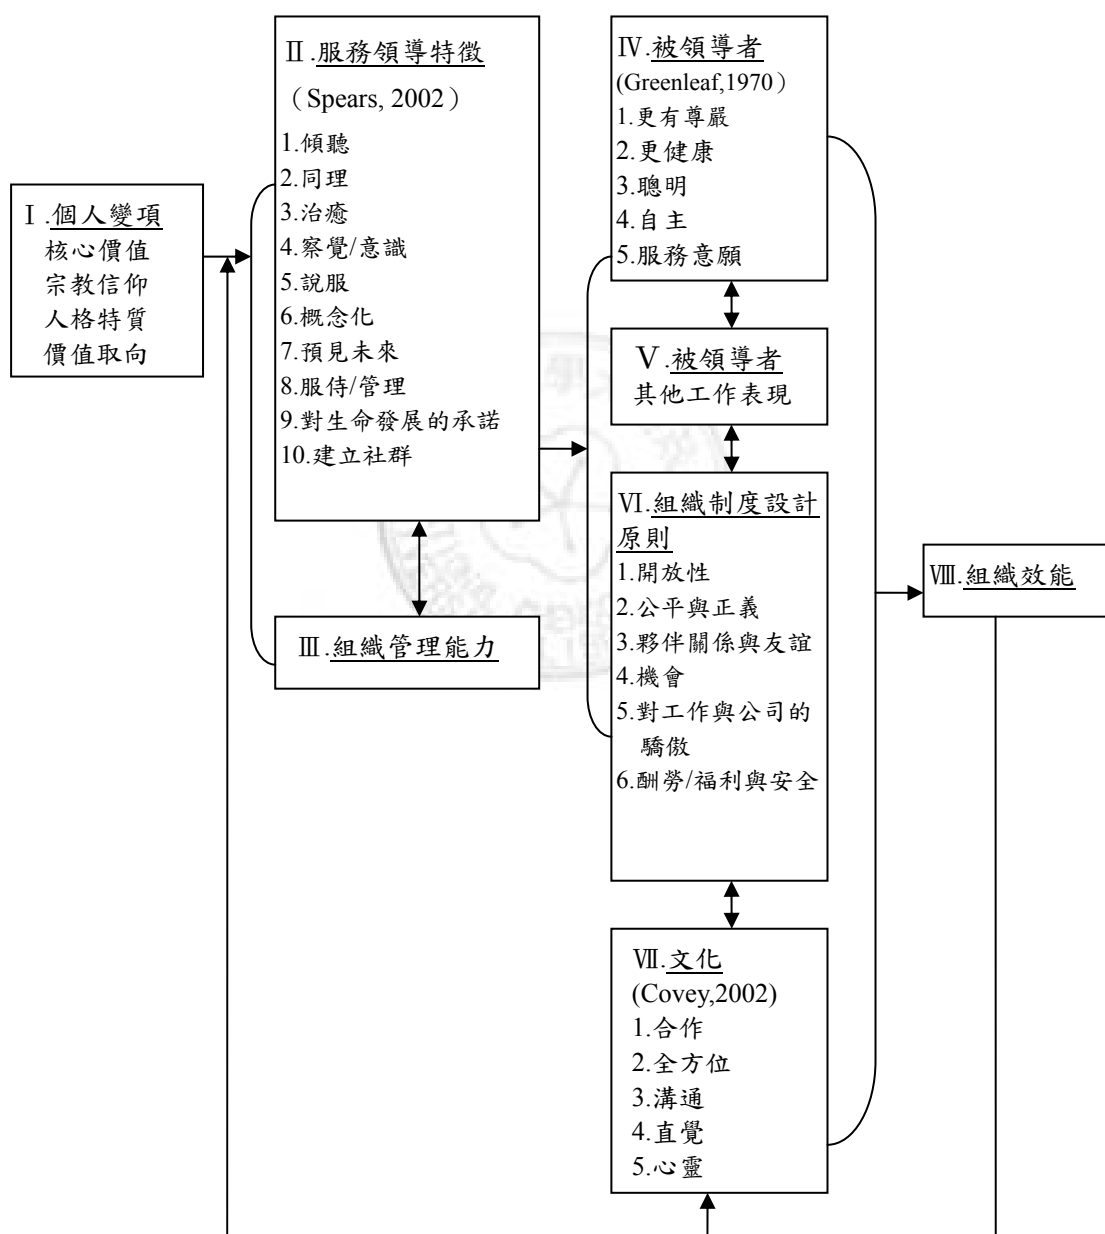 Ⅰ.個人變項
核心價值
宗教信仰
人格特質
價值取向
Ⅱ.服務領導特徵
（Spears, 2002）
1.傾聽
2.同理
3.治癒
4.察覺/意識
5.說服
6.概念化
7.預見未來
8.服侍/管理
9.對生命發展的承諾
10.建立社群
Ⅲ.組織管理能力
Ⅳ.被領導者
(Greenleaf,1970）
1.更有尊嚴
2.更健康
3.聰明
4.自主
5.服務意願
Ⅴ.被領導者
其他工作表現
Ⅵ.組織制度設計
原則
1.開放性
2.公平與正義
3.夥伴關係與友誼
4.機會
5.對工作與公司的
驕傲
6.酬勞/福利與安全
Ⅶ.文化
(Covey,2002)
1.合作
2.全方位
3.溝通
4.直覺
5.心靈
Ⅷ.組織效能